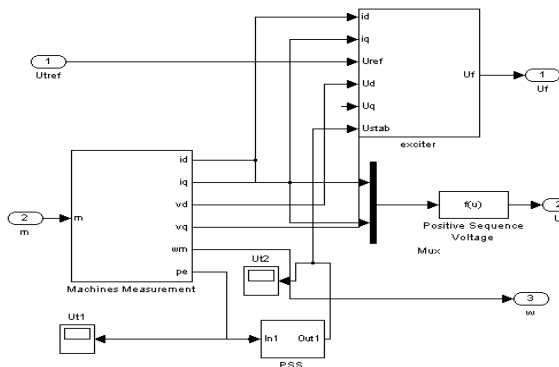 id
iq
1
Uref
Utref
Ud
Uf
1
Uq
Uf
Ustab
exciter
id
iq
2
m
vd
f(u)
2
m
vq
Positive Sequence
Voltage
U
wm
Ut2
Mux
pe
Machines Measurement
3
w
Ut1
In1
Out1
PSS